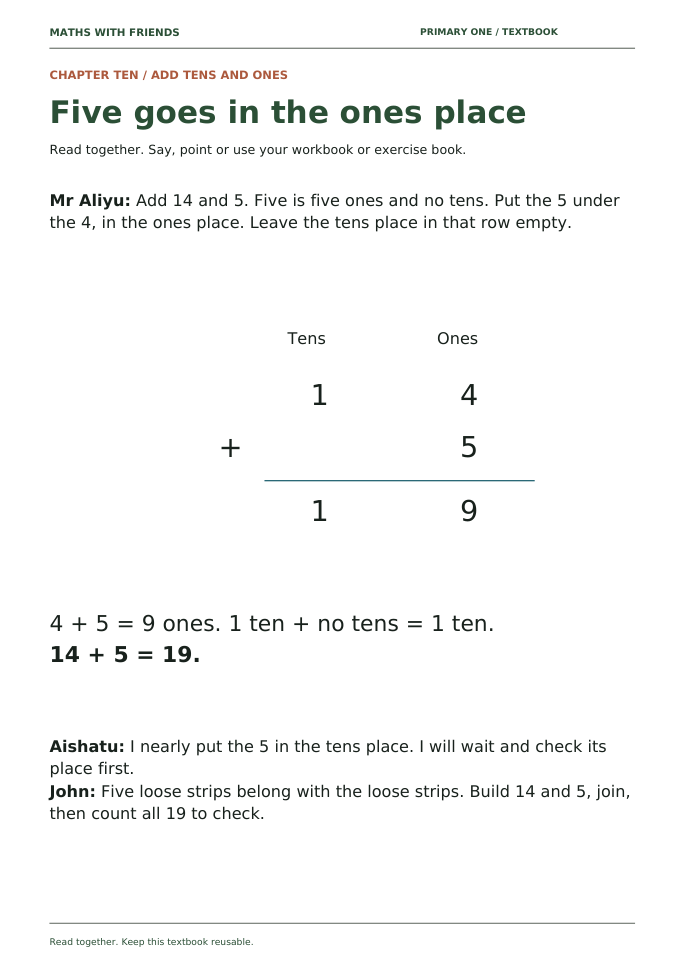 MATHS WITH FRIENDS
PRIMARY ONE / TEXTBOOK
CHAPTER TEN / ADD TENS AND ONES
Five goes in the ones place
Read together. Say, point or use your workbook or exercise book.
Mr Aliyu: Add 14 and 5. Five is five ones and no tens. Put the 5 under
the 4, in the ones place. Leave the tens place in that row empty.
Tens Ones
1 4
+ 5
1 9
4 + 5 = 9 ones. 1 ten + no tens = 1 ten.
14 + 5 = 19.
Aishatu: I nearly put the 5 in the tens place. I will wait and check its
place first.
John: Five loose strips belong with the loose strips. Build 14 and 5, join,
then count all 19 to check.
Read together. Keep this textbook reusable.